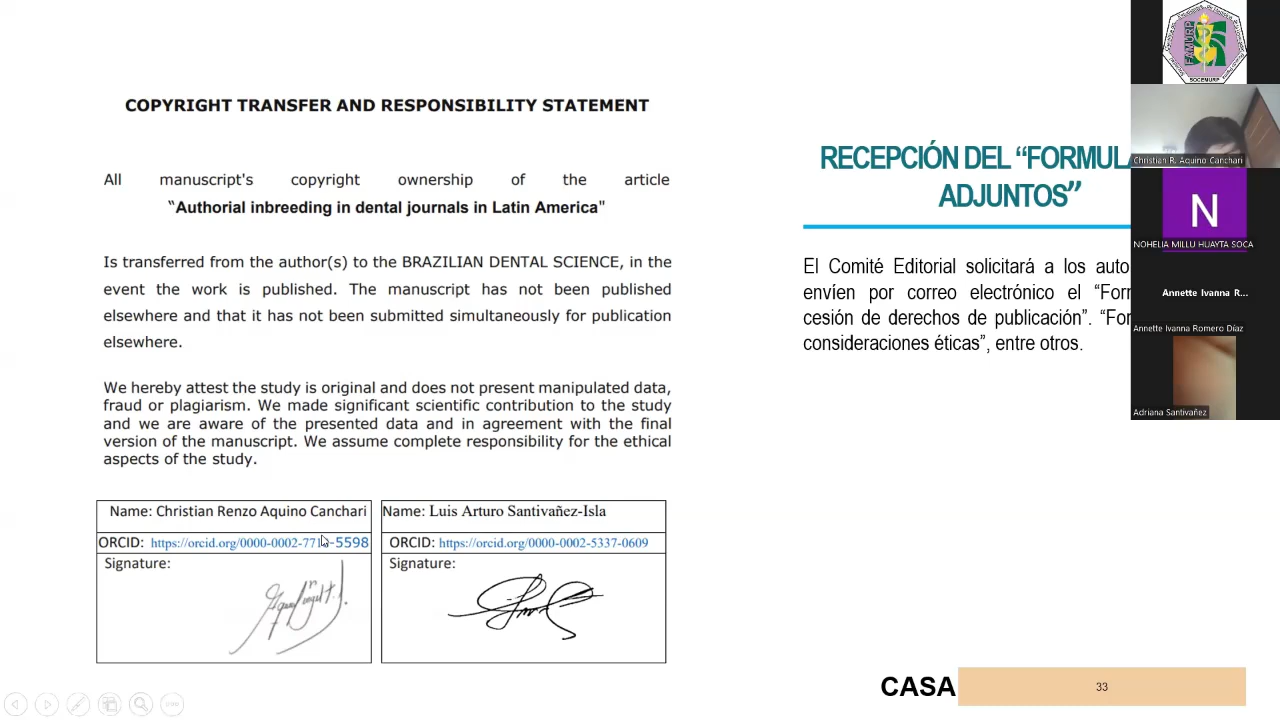 COPYRIGHT TRANSFER AND RESPONSIBILITY STATEMENT
All manuscript's copyright ownership of the article
“Authorial inbreeding in dental journals in Latin America"
Is transferred from the author(s) to the BRAZILIAN DENTAL SCIENCE, in the
event the work is published. The manuscript has not been published
elsewhere and that it has not been submitted simultaneously for publication
elsewhere.
We hereby attest the study is original and does not present manipulated data,
fraud or plagiarism. We made significant scientific contribution to the study
and we are aware of the presented data and in agreement with the final
version of the manuscript. We assume complete responsibility for the ethical
aspects of the study.
Name: Christian Renzo Aquino Canchari
ORCID: https://orcid.org/0000-0002-771 -5598
Signature:
Name: Luis Arturo Santivañez-Isla
ORCID: https://orcid.org/0000-0002-5337-0609
Signature:
RECEPCIÓN DEL “FORMULA
ADJUNTOS”
El Comité Editorial solicitará a los auto
envíen por correo electrónico el “Form
cesión de derechos de publicación”. “For
consideraciones éticas”, entre otros.
CASA
33
FAMURP
SOCEMURP
Christian R. Aquino Canchari
N
NOHELIA MILLU HUAYTA SOCA
Annette Ivanna R...
Annette Ivanna Romero Díaz
Adriana Santivañez